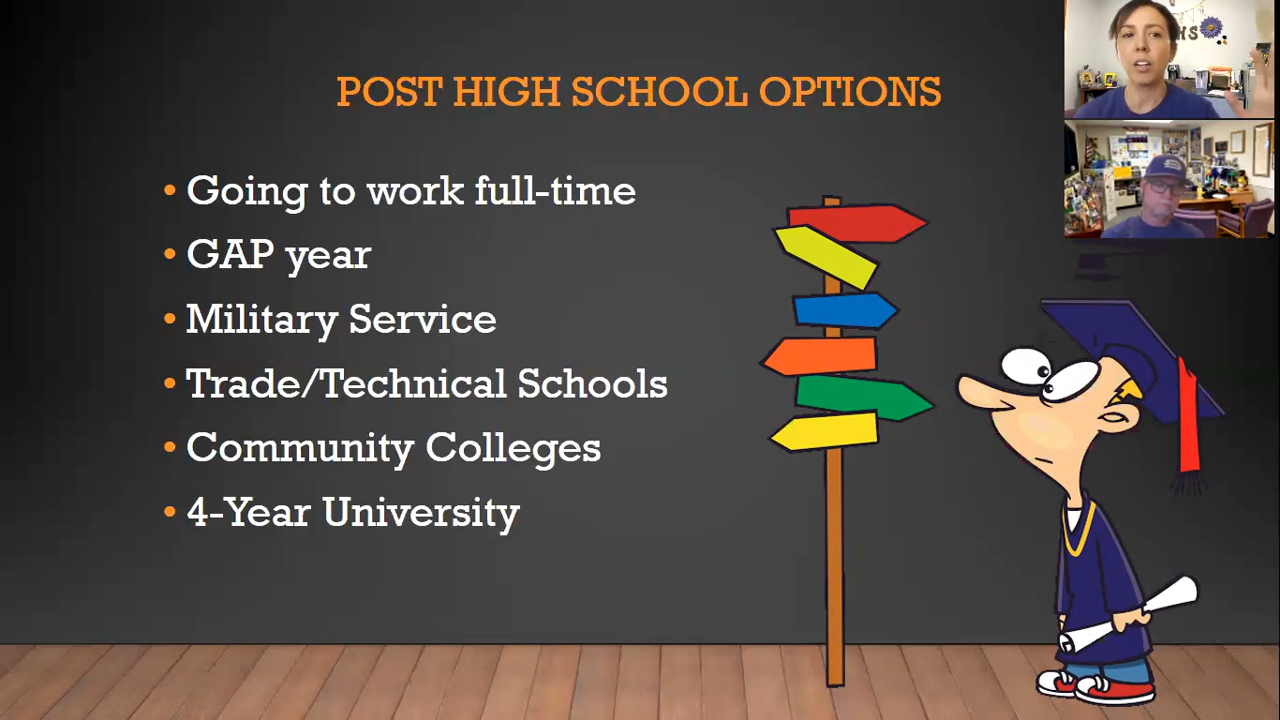 POST HIGH SCHOOL OPTIONS
• Going to work full-time
• GAP year
• Military Service
• Trade/Technical Schools
• Community Colleges
• 4-Year University
HS